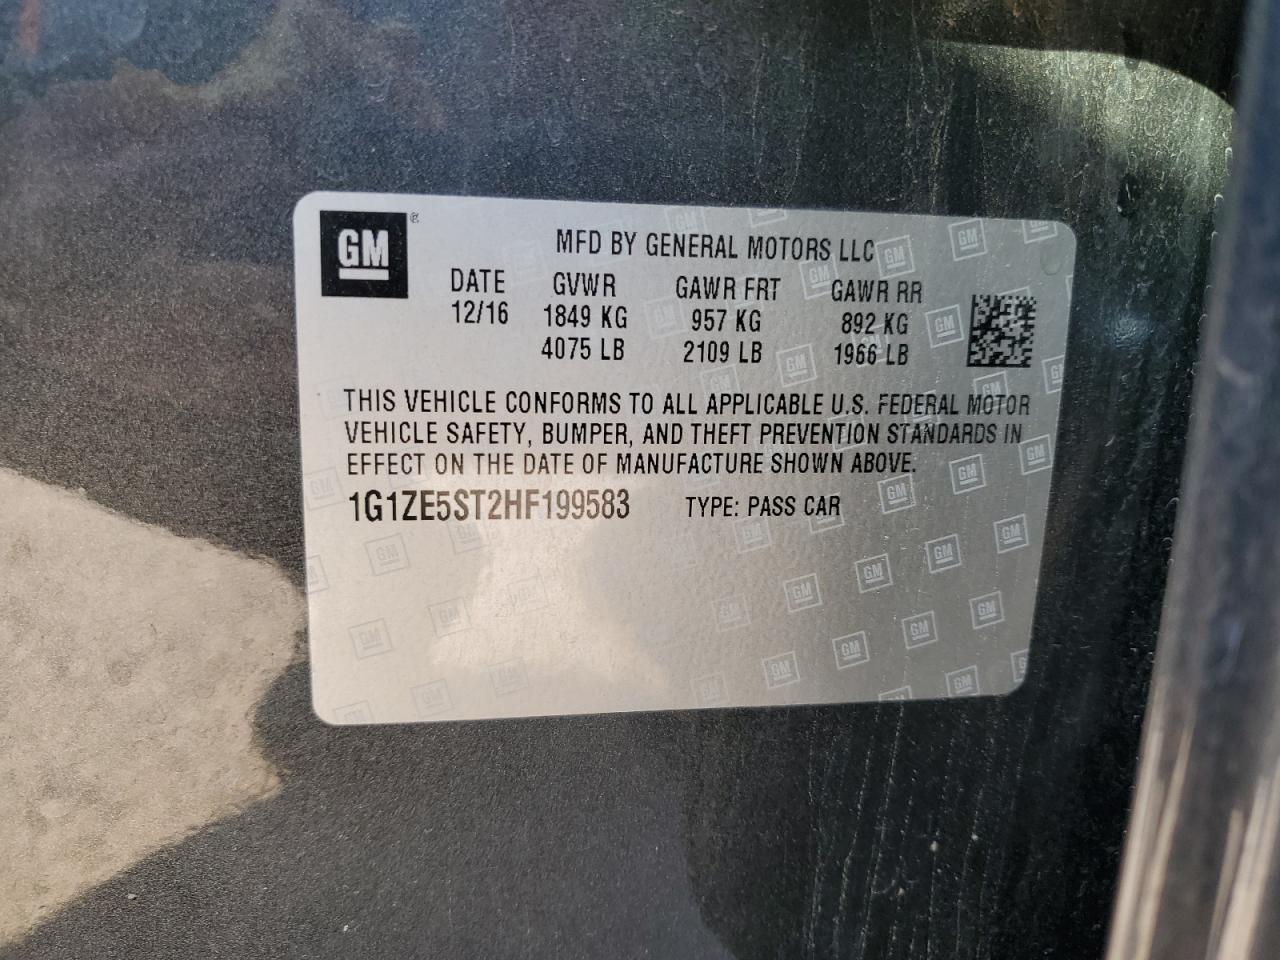 GM
MFD BY GENERAL MOTORS LLC
DATE GVWR GAWR FRT GAWR RR
12/16 1849 KG 957 KG 892 KG
4075 LB 2109 LB 1966 LB
THIS VEHICLE CONFORMS TO ALL APPLICABLE U.S. FEDERAL MOTOR
VEHICLE SAFETY, BUMPER, AND THEFT PREVENTION STANDARDS IN
EFFECT ON THE DATE OF MANUFACTURE SHOWN ABOVE.
1G1ZE5ST2HF199583 TYPE: PASS CAR